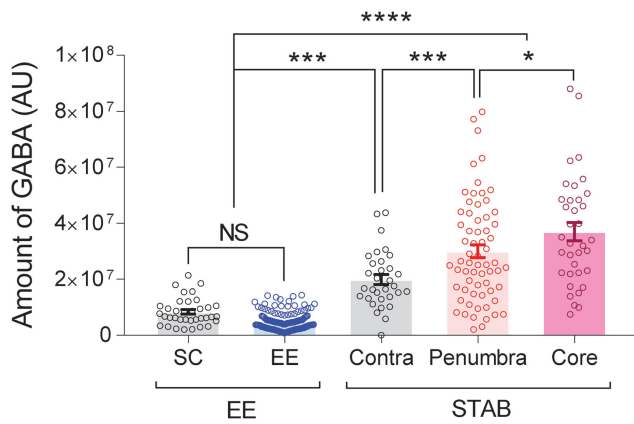 ****
*** *** *
1×10⁸
8×10⁷
6×10⁷
4×10⁷
2×10⁷
0
Amount of GABA (AU)
NS
SC EE Contra Penumbra Core
EE STAB